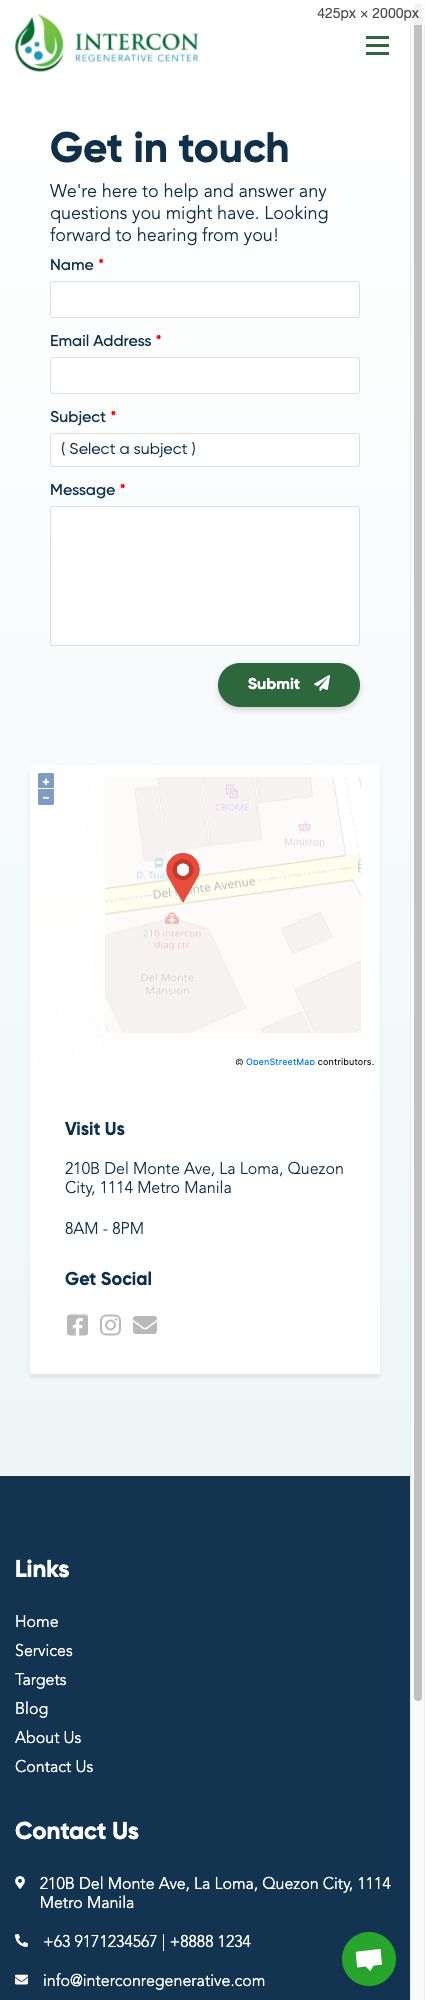 425px × 2000px
INTERCON
REGENERATIVE CENTER
Get in touch
We're here to help and answer any
questions you might have. Looking
forward to hearing from you!
Name *
Email Address *
Subject *
( Select a subject )
Message *
Submit
+
–
CROME
Ministop
D. Tua
Del Monte Avenue
210 intercon
diag ctr
Del Monte
Mansion
© OpenStreetMap contributors.
Visit Us
210B Del Monte Ave, La Loma, Quezon
City, 1114 Metro Manila
8AM - 8PM
Get Social
Links
Home
Services
Targets
Blog
About Us
Contact Us
Contact Us
210B Del Monte Ave, La Loma, Quezon City, 1114
Metro Manila
+63 9171234567 | +8888 1234
info@interconregenerative.com